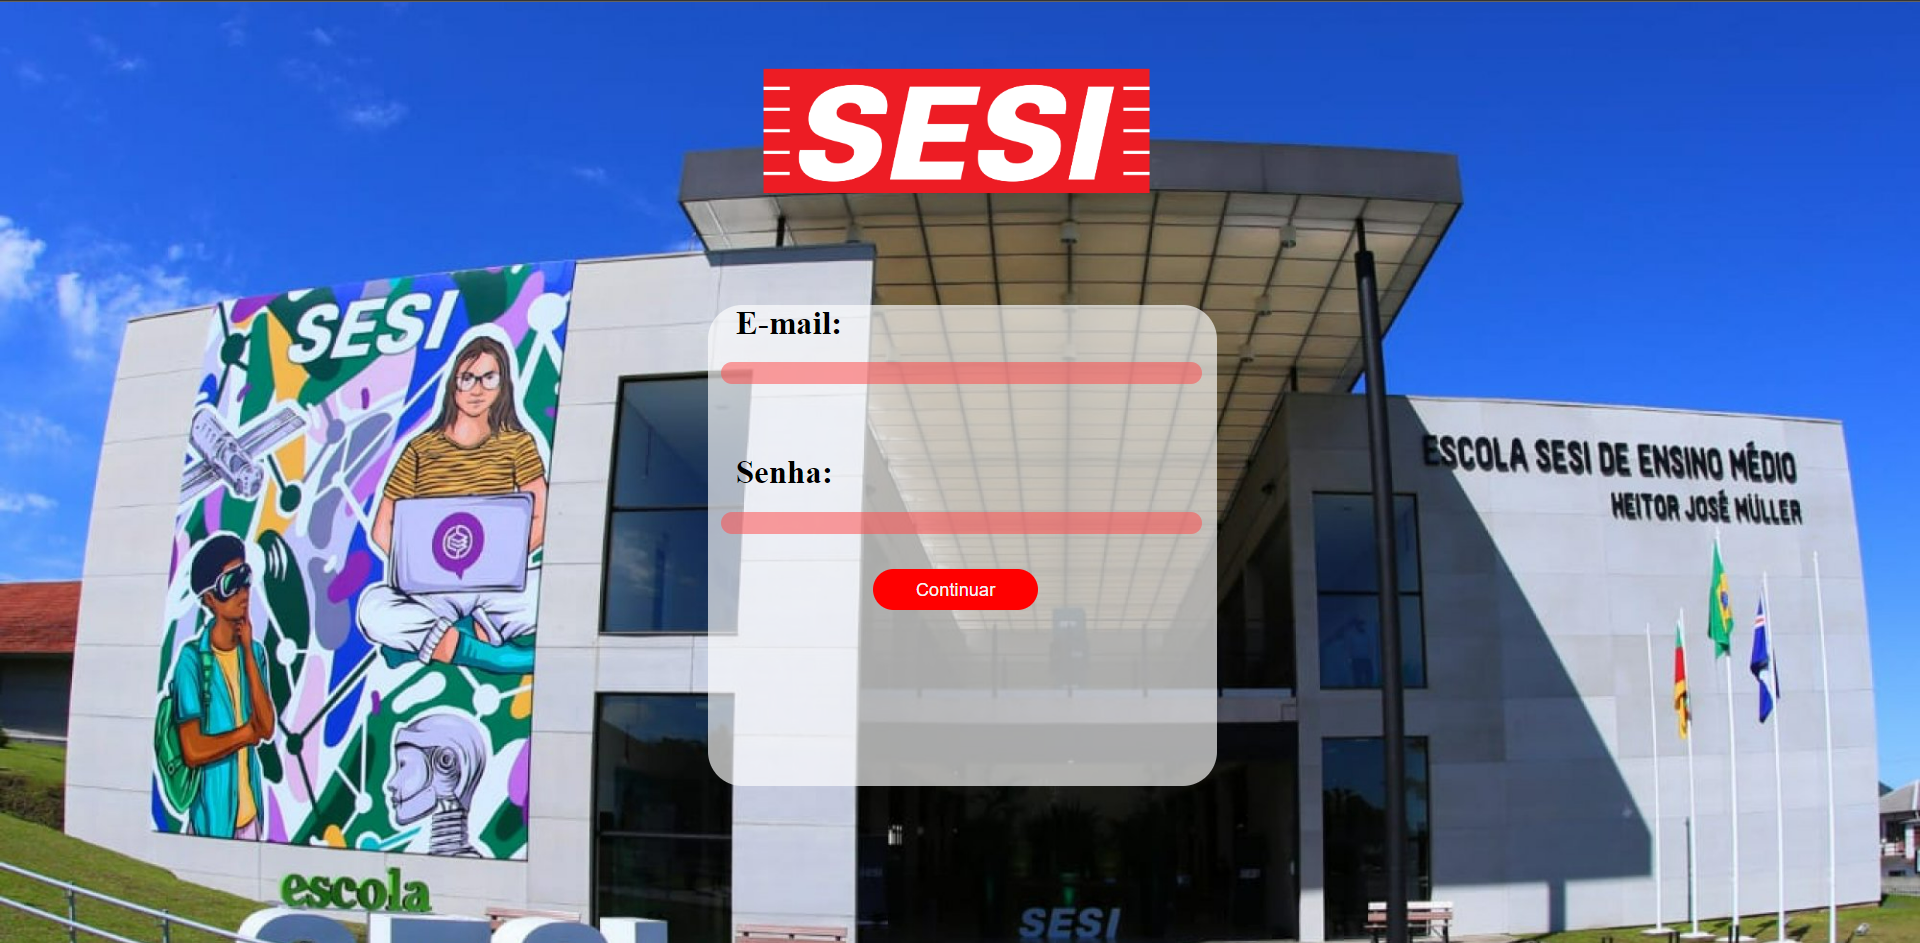 SESI
SESI
E-mail:
Senha:
Continuar
ESCOLA SESI DE ENSINO MÉDIO
HEITOR JOSÉ MÜLLER
escola
SESI